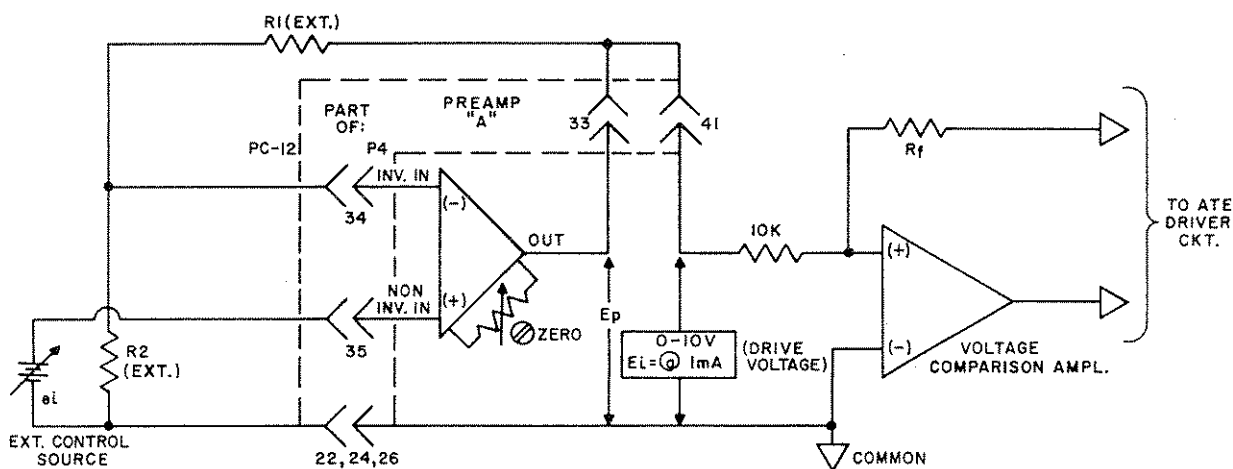 R1(EXT.)
PREAMP
"A"
PART
OF:
PC-12
P4
33
41
Rf
INV. IN
(-)
34
OUT
10K
TO ATE
DRIVER
CKT.
(+)
NON
INV. IN
(+)
ZERO
Ep
35
R2
(EXT.)
ei
0-10V
Ei=@ 1mA
(DRIVE
VOLTAGE)
(-)
VOLTAGE
COMPARISON AMPL.
EXT. CONTROL
SOURCE
22, 24, 26
COMMON